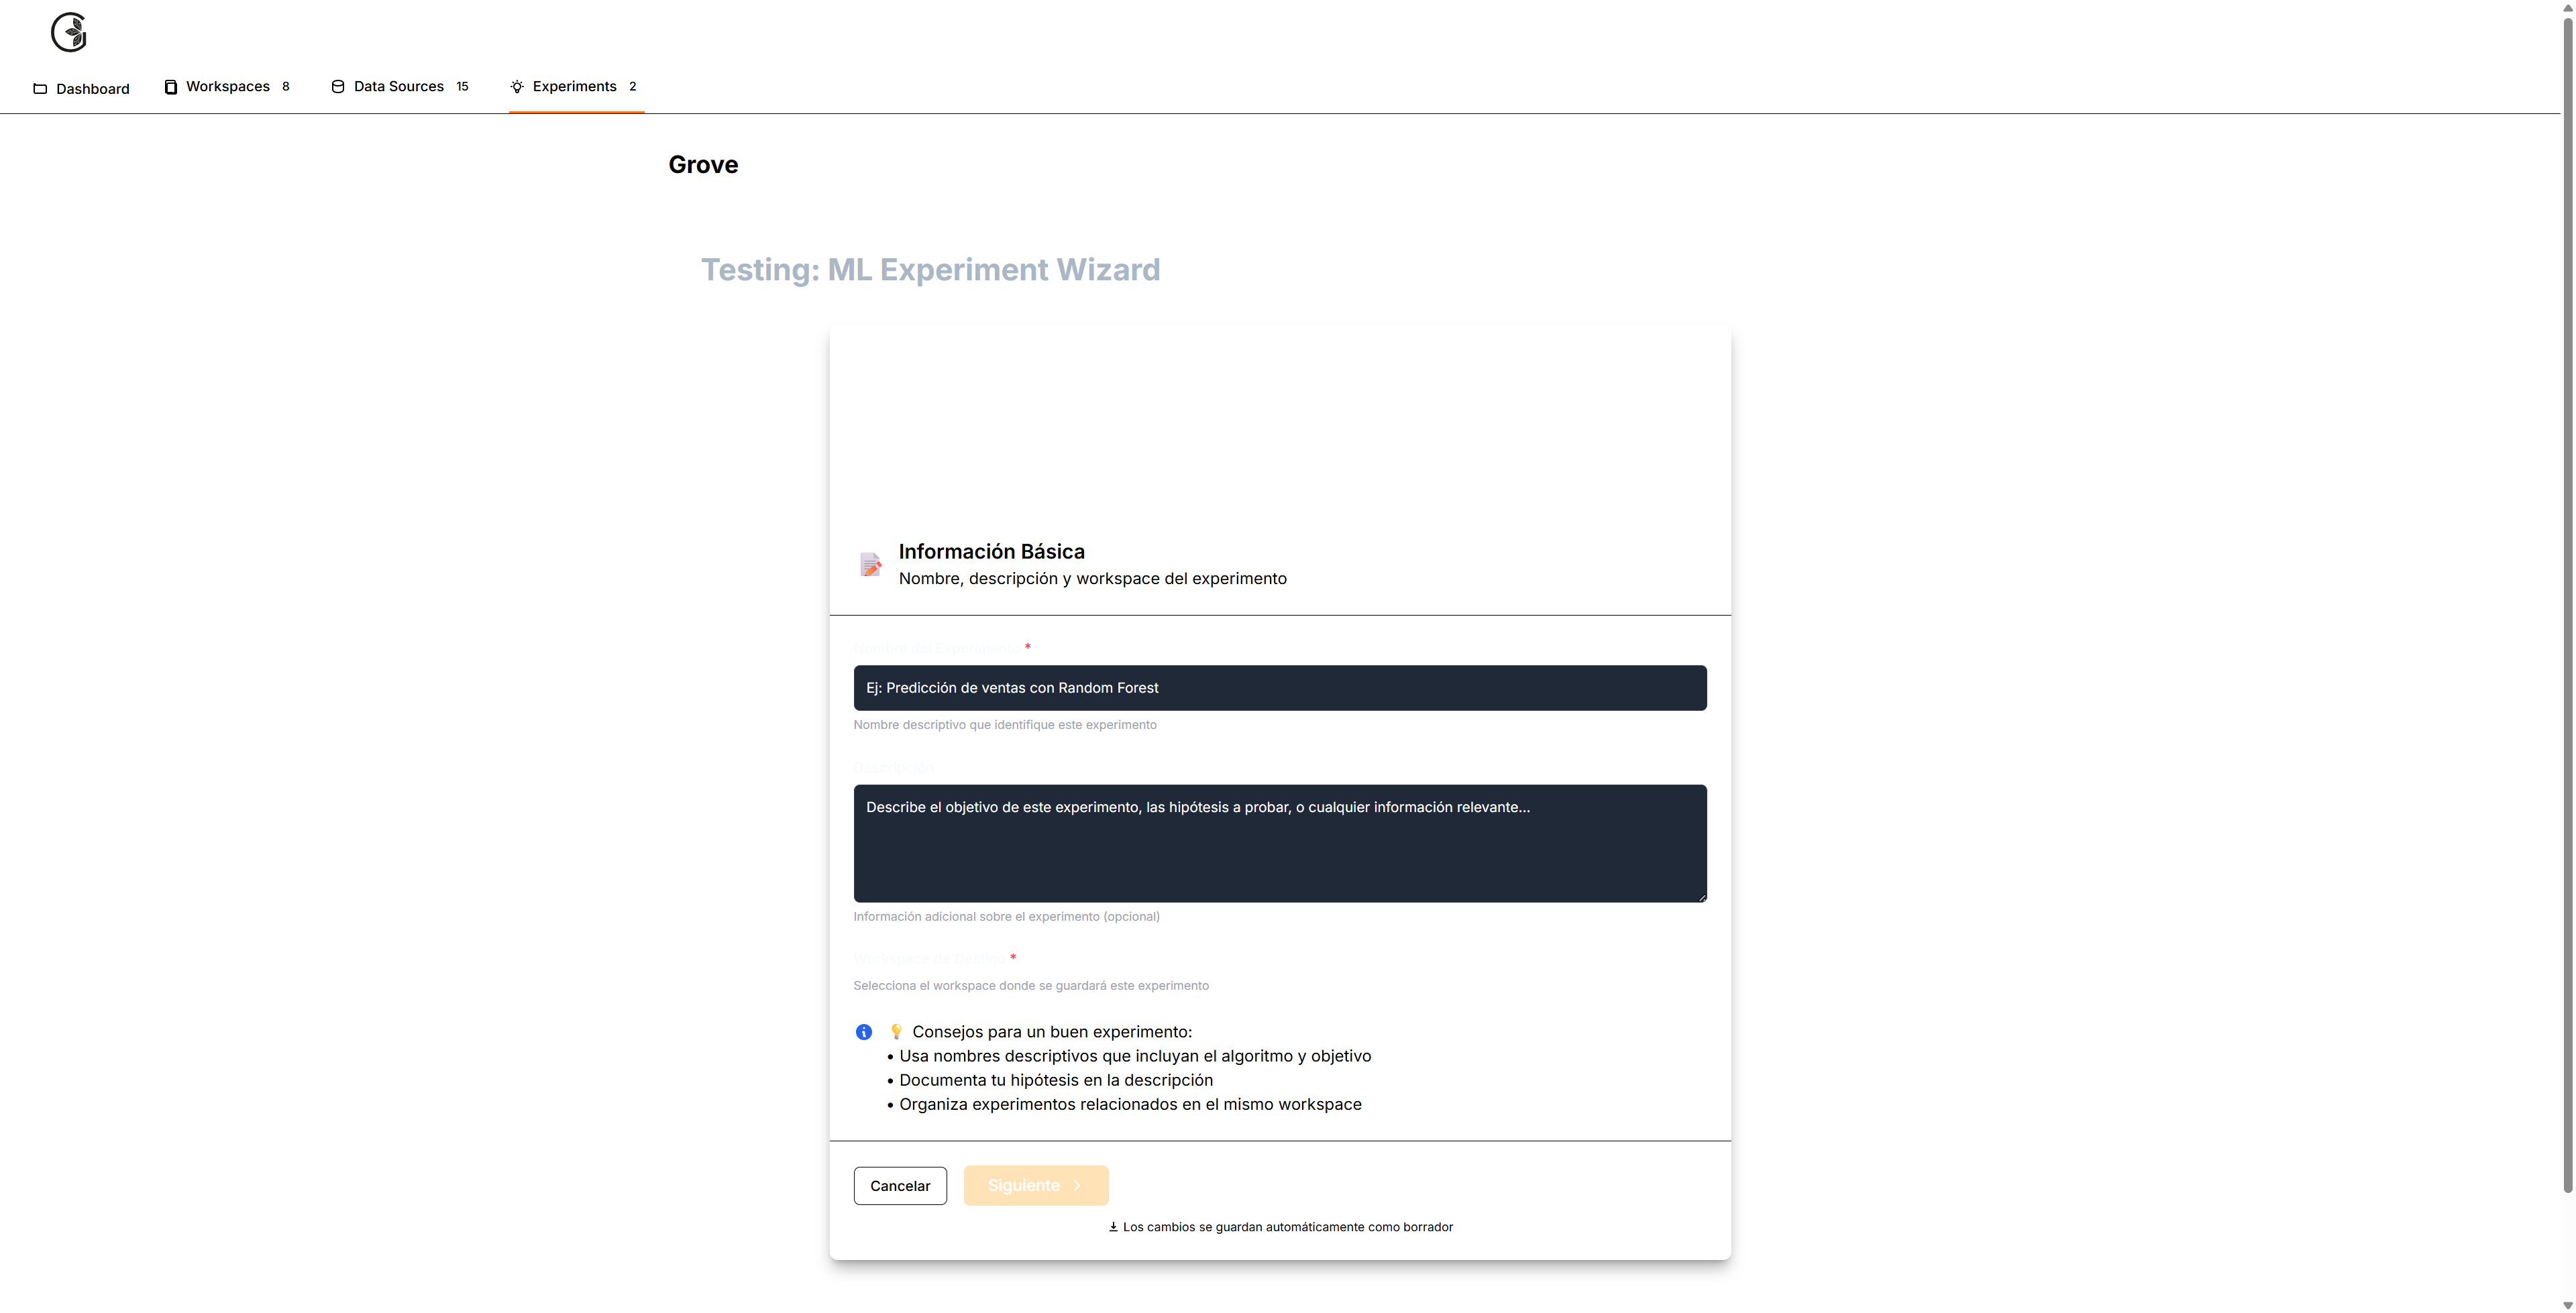 Dashboard
Workspaces 8
Data Sources 15
Experiments 2
Grove
Testing: ML Experiment Wizard
Información Básica
Nombre, descripción y workspace del experimento
Nombre del Experimento *
Ej: Predicción de ventas con Random Forest
Nombre descriptivo que identifique este experimento
Descripción
Describe el objetivo de este experimento, las hipótesis a probar, o cualquier información relevante...
Información adicional sobre el experimento (opcional)
Workspace de Destino *
Selecciona el workspace donde se guardará este experimento
Consejos para un buen experimento:
• Usa nombres descriptivos que incluyan el algoritmo y objetivo
• Documenta tu hipótesis en la descripción
• Organiza experimentos relacionados en el mismo workspace
Cancelar
Siguiente
Los cambios se guardan automáticamente como borrador